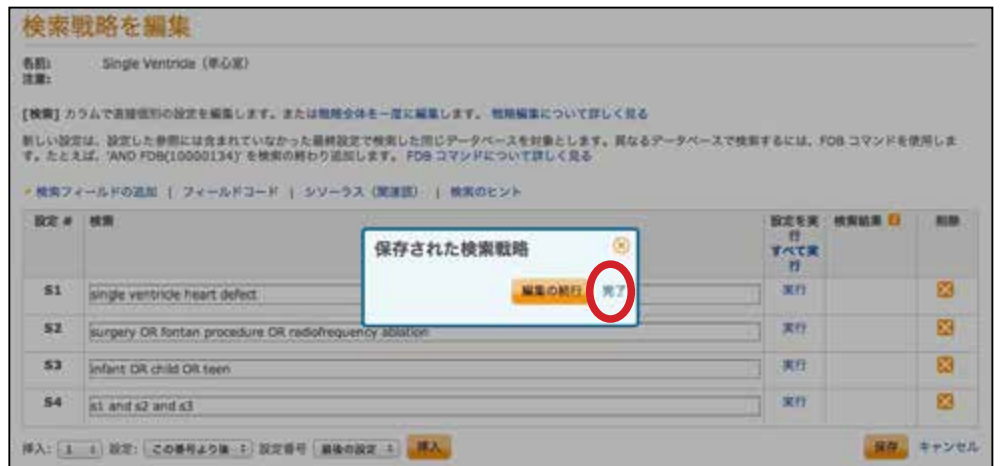 検索戦略を編集
名前: Single Ventricle（単心室）
注意:
[検索] カラムで直接個別の設定を編集します。または戦略全体を一度に編集します。 戦略編集について詳しく見る
新しい設定は、設定した参照には含まれていなかった最終設定で検索した同じデータベースを対象とします。異なるデータベースで検索するには、FDB コマンドを使用しま
す。たとえば、'AND FDB(10000134)' を検索の終わり追加します。 FDB コマンドについて詳しく見る
検索フィールドの追加 | フィールドコード | シソーラス（関連語） | 検索のヒント
設定 # 検索 設定を実行 すべて実行 検索結果 削除
保存された検索戦略
編集の続行 完了
S1 single ventricle heart defect 実行
S2 surgery OR fontan procedure OR radiofrequency ablation 実行
S3 infant OR child OR teen 実行
S4 s1 and s2 and s3 実行
挿入: 1 設定: この番号より後 設定番号 最後の設定 挿入 保存 キャンセル